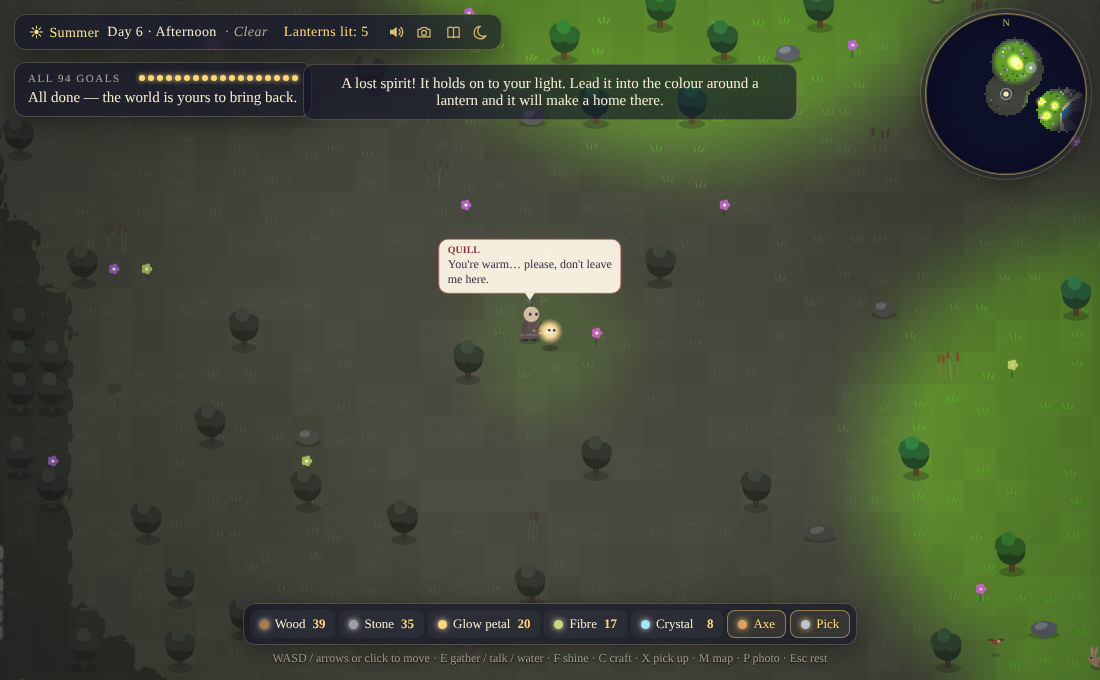 Summer Day 6 · Afternoon · Clear Lanterns lit: 5
N
ALL 94 GOALS
All done — the world is yours to bring back.
A lost spirit! It holds on to your light. Lead it into the colour around a
lantern and it will make a home there.
QUILL
You're warm… please, don't leave
me here.
Wood 39 Stone 35 Glow petal 20 Fibre 17 Crystal 8 Axe Pick
WASD / arrows or click to move · E gather / talk / water · F shine · C craft · X pick up · M map · P photo · Esc rest